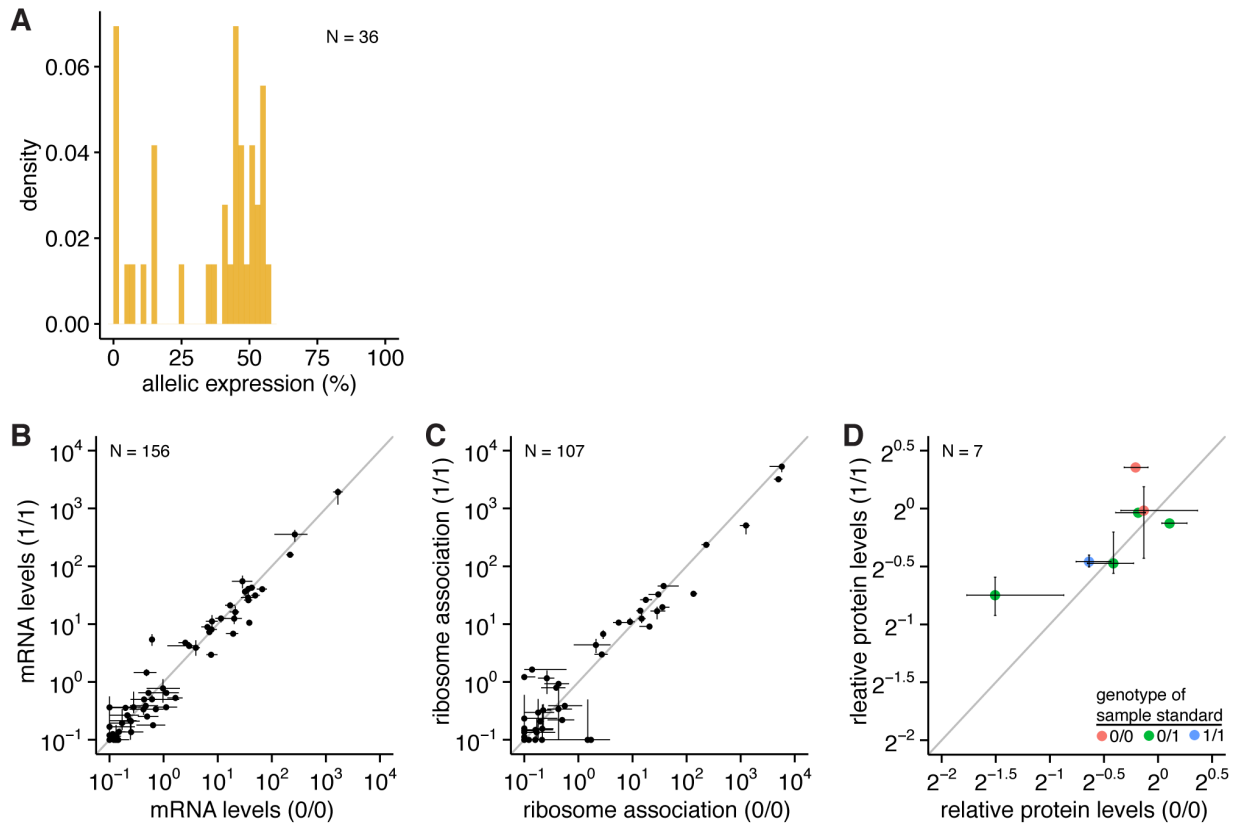 A
N = 36
density
0.06
0.04
0.02
0.00
0 25 50 75 100
allelic expression (%)
B
N = 156
mRNA levels (1/1)
10^4
10^3
10^2
10^1
10^0
10^−1
10^−1 10^0 10^1 10^2 10^3 10^4
mRNA levels (0/0)
C
N = 107
ribosome association (1/1)
10^4
10^3
10^2
10^1
10^0
10^−1
10^−1 10^0 10^1 10^2 10^3 10^4
ribosome association (0/0)
D
N = 7
rleative protein levels (1/1)
2^0.5
2^0
2^−0.5
2^−1
2^−1.5
2^−2
genotype of
sample standard
0/0 0/1 1/1
2^−2 2^−1.5 2^−1 2^−0.5 2^0 2^0.5
relative protein levels (0/0)